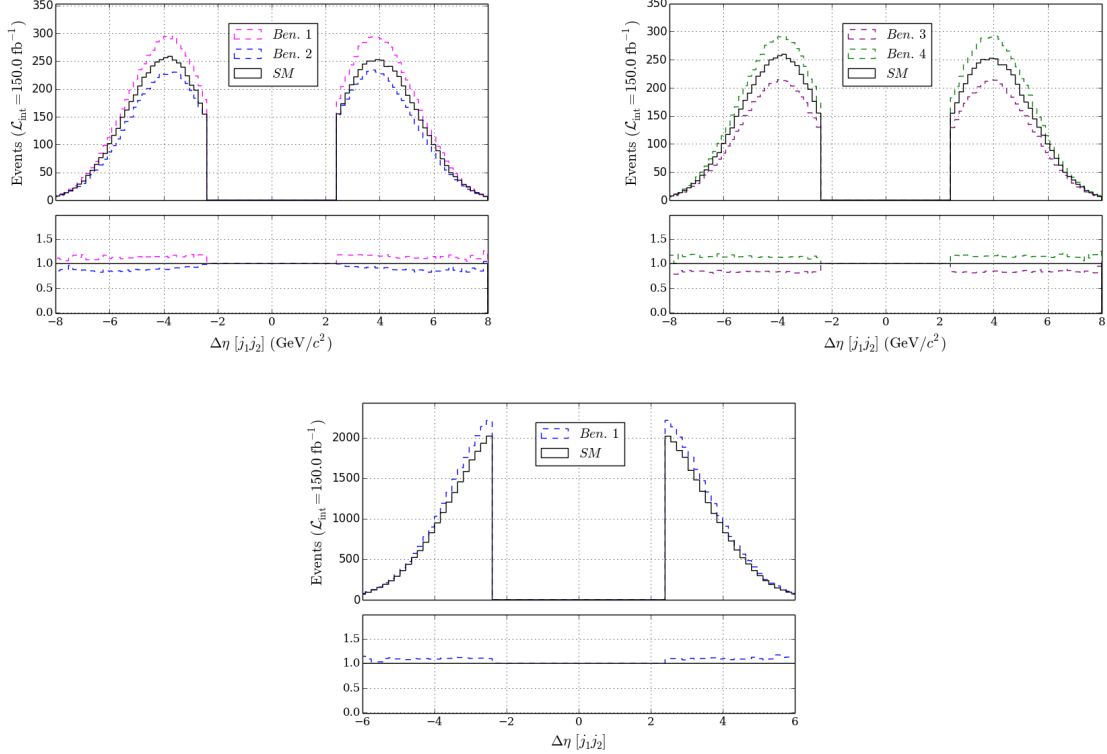 Events (ℒint = 150.0 fb⁻¹)
350
300
250
200
150
100
50
0
Ben. 1
Ben. 2
SM
1.5
1.0
0.5
0.0
−8 −6 −4 −2 0 2 4 6 8
Δη [j₁j₂] (GeV/c²)
Events (ℒint = 150.0 fb⁻¹)
350
300
250
200
150
100
50
0
Ben. 3
Ben. 4
SM
1.5
1.0
0.5
0.0
−8 −6 −4 −2 0 2 4 6 8
Δη [j₁j₂] (GeV/c²)
Events (ℒint = 150.0 fb⁻¹)
2000
1500
1000
500
0
Ben. 1
SM
1.5
1.0
0.5
0.0
−6 −4 −2 0 2 4 6
Δη [j₁j₂]